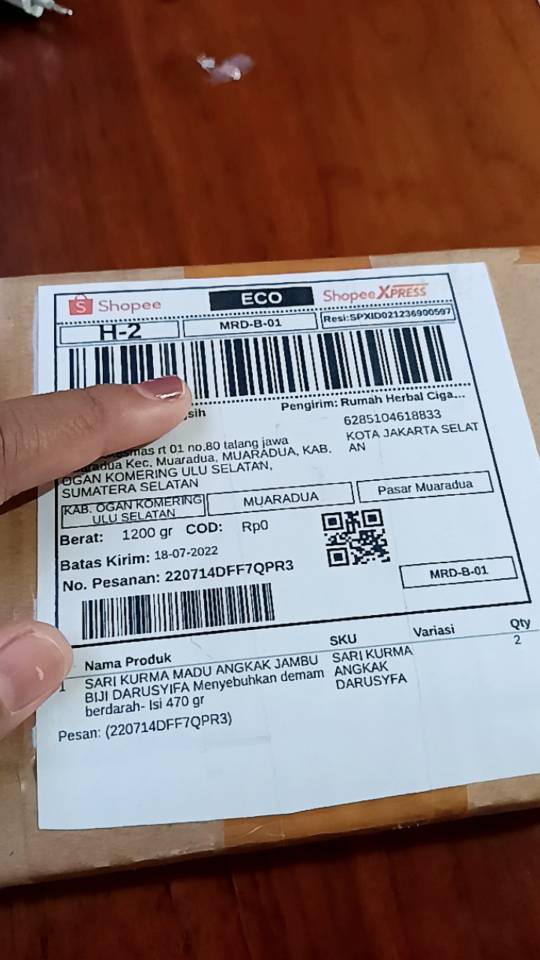 Shopee
ECO
Shopee XPRESS
H-2
MRD-B-01
Resi:SPXID021236900597
Pengirim: Rumah Herbal Ciga...
6285104618833
rt 01 no.80 talang jawa
KOTA JAKARTA SELAT
AN
Kec. Muaradua, MUARADUA, KAB.
OGAN KOMERING ULU SELATAN,
SUMATERA SELATAN
KAB. OGAN KOMERING
ULU SELATAN
MUARADUA
Pasar Muaradua
Berat: 1200 gr COD: Rp0
Batas Kirim: 18-07-2022
No. Pesanan: 220714DFF7QPR3
MRD-B-01
Nama Produk SKU Variasi Qty
1 SARI KURMA MADU ANGKAK JAMBU SARI KURMA 2
BIJI DARUSYIFA Menyebuhkan demam ANGKAK
berdarah- Isi 470 gr DARUSYFA
Pesan: (220714DFF7QPR3)